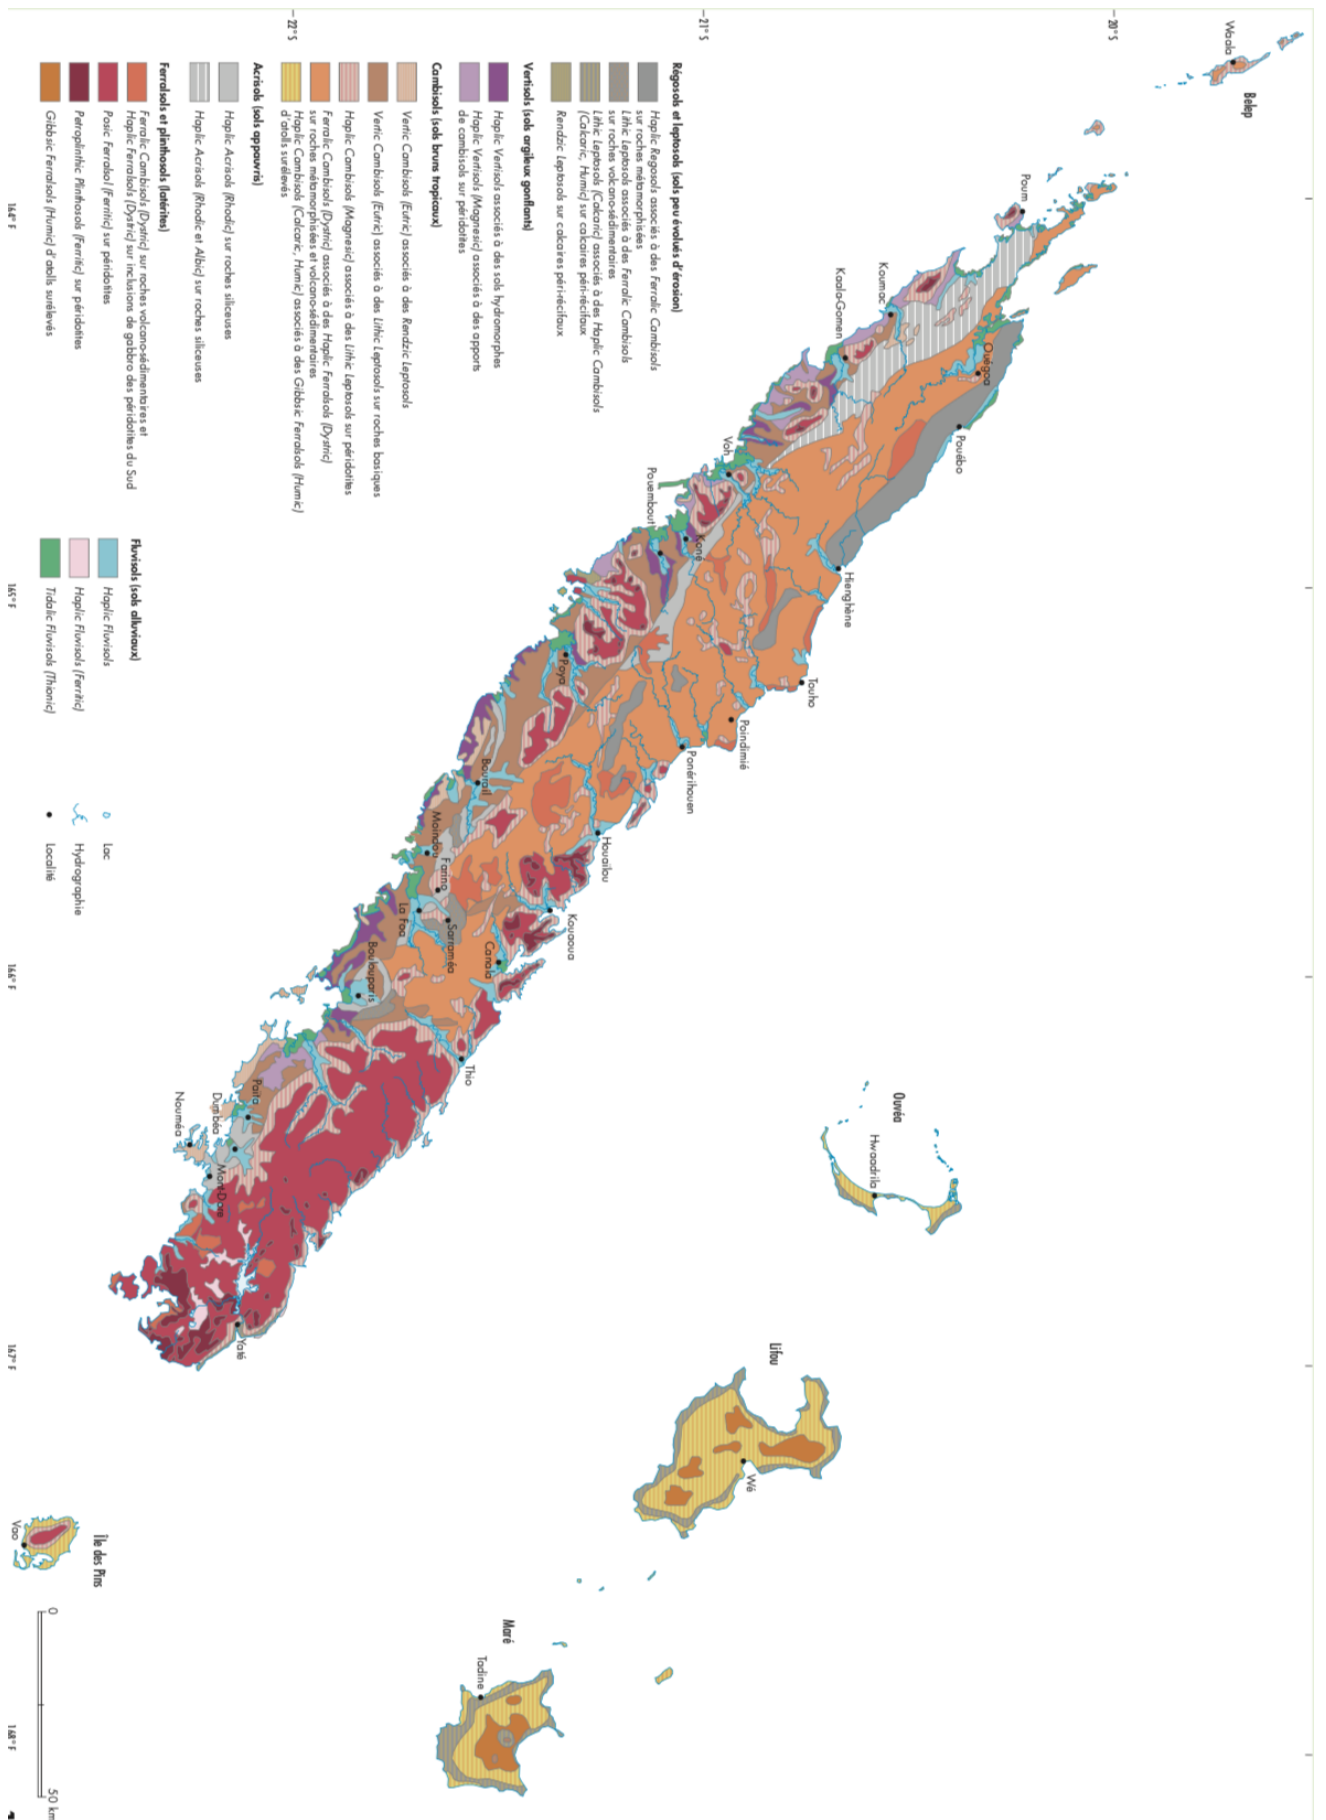 20° S
21° S
22° S
164° E
165° E
166° E
167° E
168° E
Belep
Waala
Poum
Koumac
Kaala-Gomen
Ouégoa
Pouébo
Voh
Koné
Pouembout
Hienghène
Touho
Poindimié
Ponérihouen
Poya
Bourail
Houaïlou
Moindou
Farino
La Foa
Sarraméa
Kouaoua
Canala
Boulouparis
Thio
Païta
Dumbéa
Nouméa
Mont-Dore
Yaté
Ouvéa
Hwaadrila
Lifou
Wé
Maré
Tadine
Île des Pins
Vao
Régosols et leptosols (sols peu évolués d'érosion)
Haplic Regosols associés à des Ferralic Cambisols
sur roches métamorphisées
Lithic Leptosols associés à des Ferralic Cambisols
sur roches volcano-sédimentaires
Lithic Leptosols (Calcaric) associés à des Haplic Cambisols
(Calcaric, Humic) sur calcaires péri-récifaux
Rendzic Leptosols sur calcaires péri-récifaux
Vertisols (sols argileux gonflants)
Haplic Vertisols associés à des sols hydromorphes
Haplic Vertisols (Magnesic) associés à des apports
de cambisols sur péridotites
Cambisols (sols bruns tropicaux)
Vertic Cambisols (Eutric) associés à des Rendzic Leptosols
Vertic Cambisols (Eutric) associés à des Lithic Leptosols sur roches basiques
Haplic Cambisols (Magnesic) associés à des Lithic Leptosols sur péridotites
Ferralic Cambisols (Dystric) associés à des Haplic Ferralsols (Dystric)
sur roches métamorphisées et volcano-sédimentaires
Haplic Cambisols (Calcaric, Humic) associés à des Gibbsic Ferralsols (Humic)
d'atolls surélevés
Acrisols (sols appauvris)
Haplic Acrisols (Rhodic) sur roches siliceuses
Haplic Acrisols (Rhodic et Albic) sur roches siliceuses
Ferralsols et plinthosols (latérites)
Ferralic Cambisols (Dystric) sur roches volcano-sédimentaires et
Haplic Ferralsols (Dystric) sur inclusions de gabbro des péridotites du Sud
Posic Ferralsol (Ferritic) sur péridotites
Petroplinthic Plinthosols (Ferritic) sur péridotites
Gibbsic Ferralsols (Humic) d'atolls surélevés
Fluvisols (sols alluviaux)
Haplic Fluvisols
Haplic Fluvisols (Ferritic)
Tidalic Fluvisols (Thionic)
Lac
Hydrographie
Localité
0
50 km